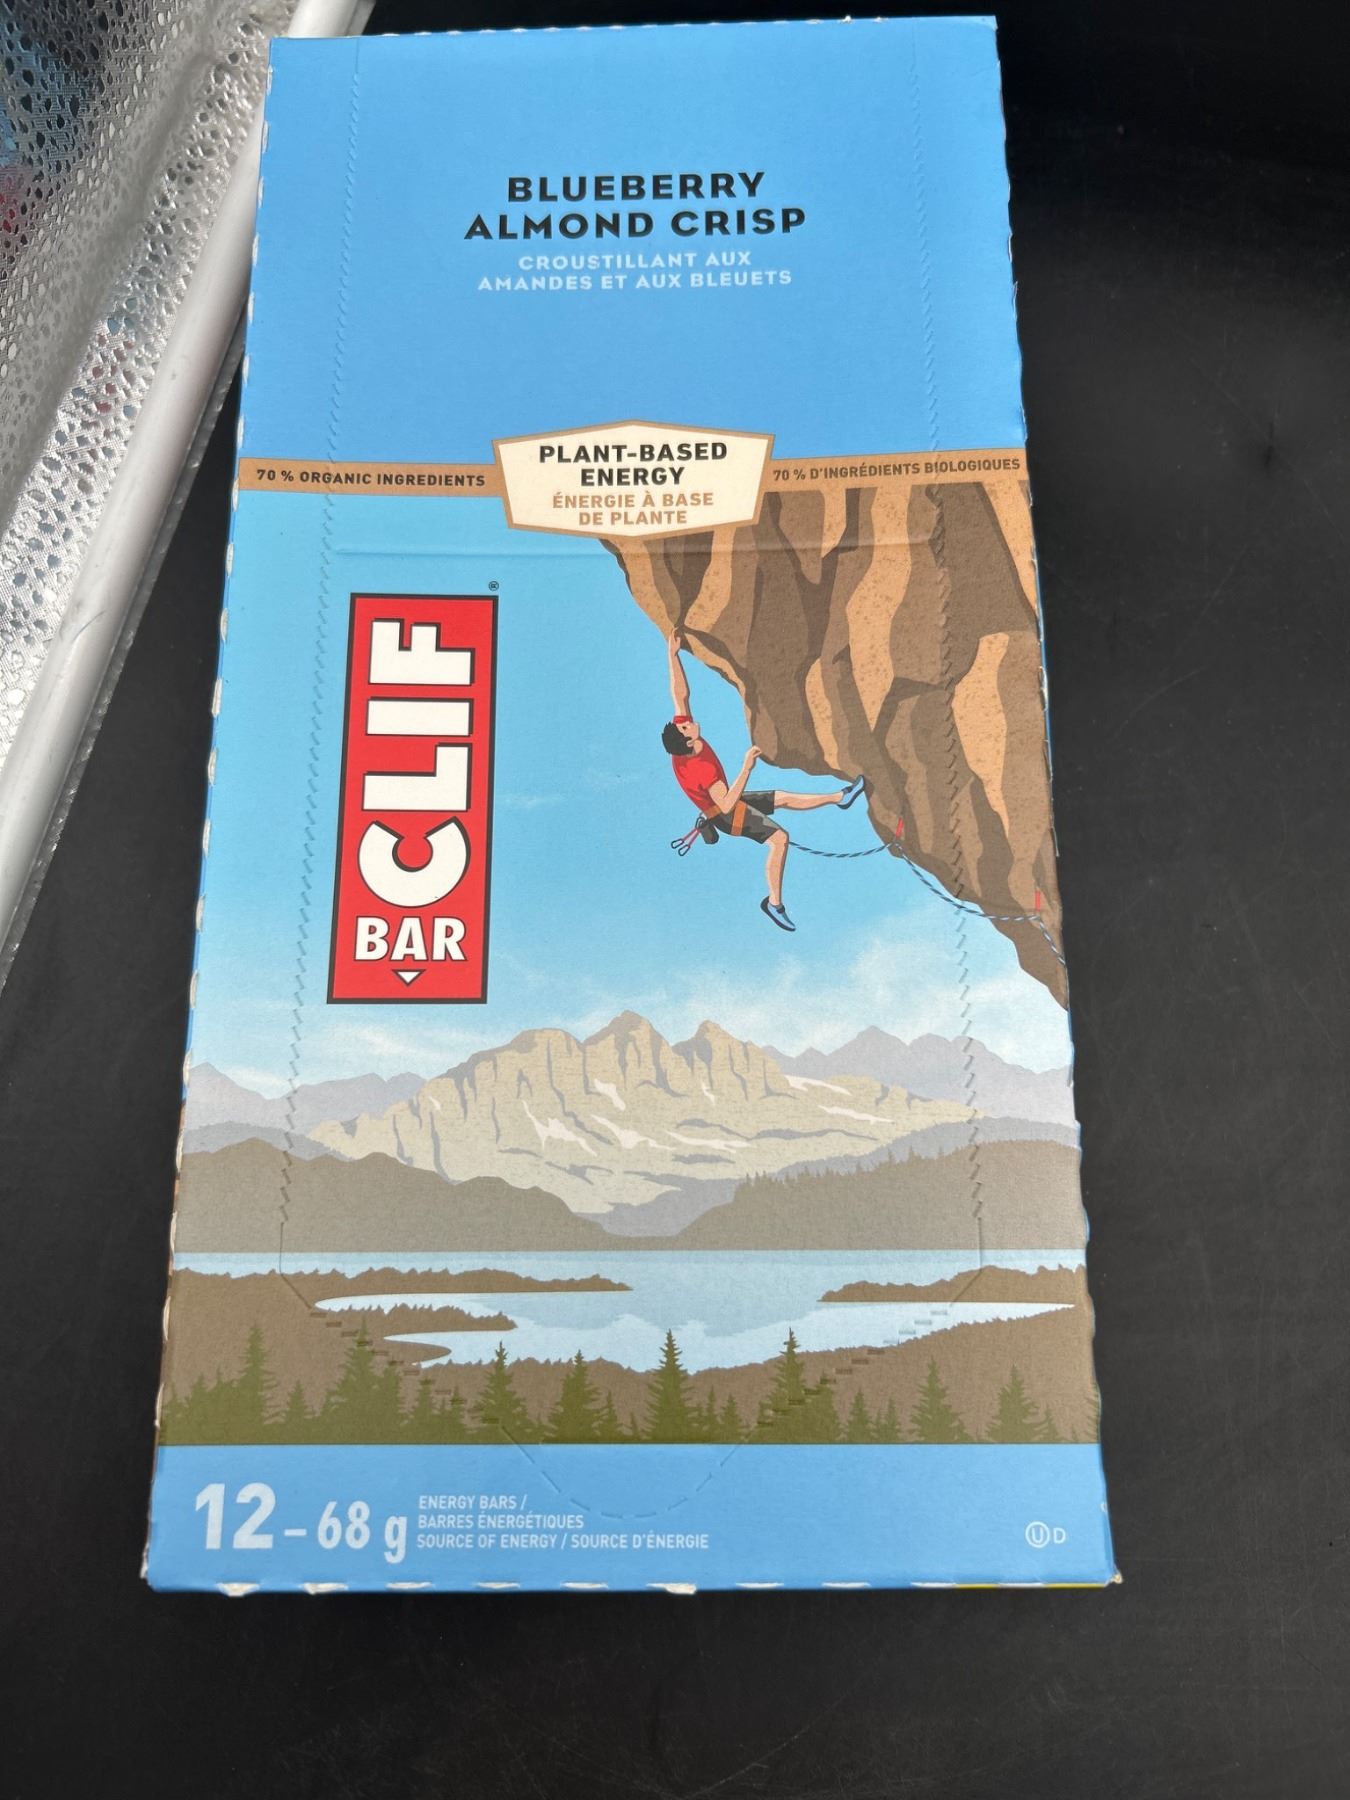 BLUEBERRY
ALMOND CRISP
CROUSTILLANT AUX
AMANDES ET AUX BLEUETS
70 % ORGANIC INGREDIENTS
PLANT-BASED
ENERGY
ÉNERGIE À BASE
DE PLANTE
70 % D'INGRÉDIENTS BIOLOGIQUES
CLIF
BAR
12-68 g
ENERGY BARS /
BARRES ÉNERGÉTIQUES
SOURCE OF ENERGY / SOURCE D'ÉNERGIE
Ⓤ D